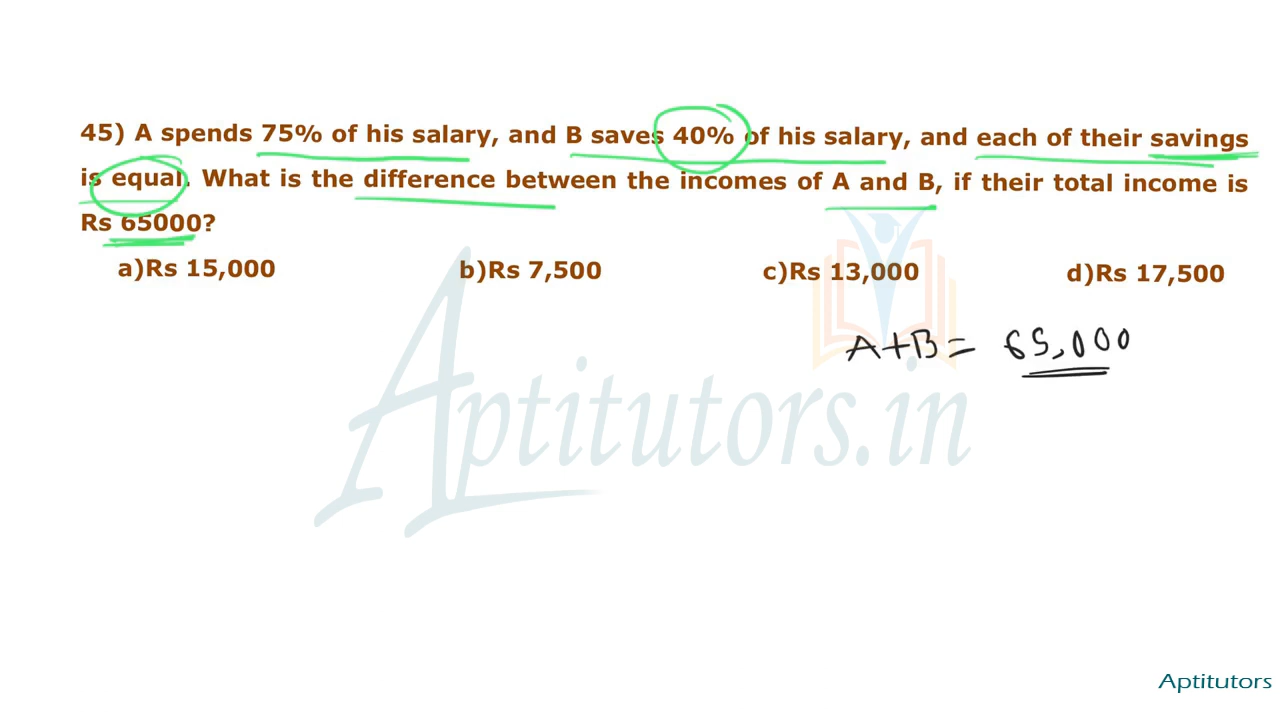 45) A spends 75% of his salary, and B saves 40% of his salary, and each of their savings
is equal. What is the difference between the incomes of A and B, if their total income is
Rs 65000?
a)Rs 15,000 b)Rs 7,500 c)Rs 13,000 d)Rs 17,500
A+B = 65,000
Aptitutors.in
Aptitutors